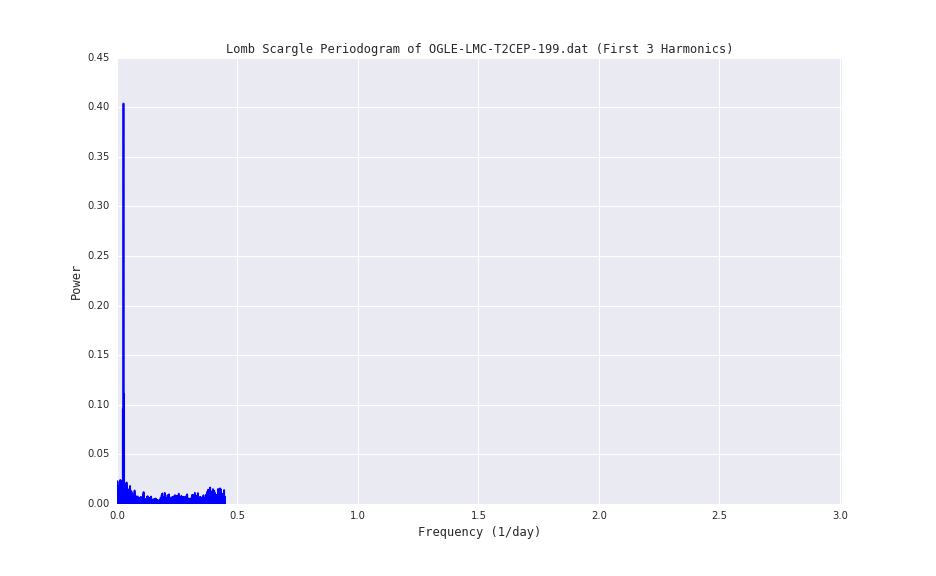 Lomb Scargle Periodogram of OGLE-LMC-T2CEP-199.dat (First 3 Harmonics)
0.45
0.40
0.35
0.30
0.25
0.20
0.15
0.10
0.05
0.00
Power
0.0 0.5 1.0 1.5 2.0 2.5 3.0
Frequency (1/day)